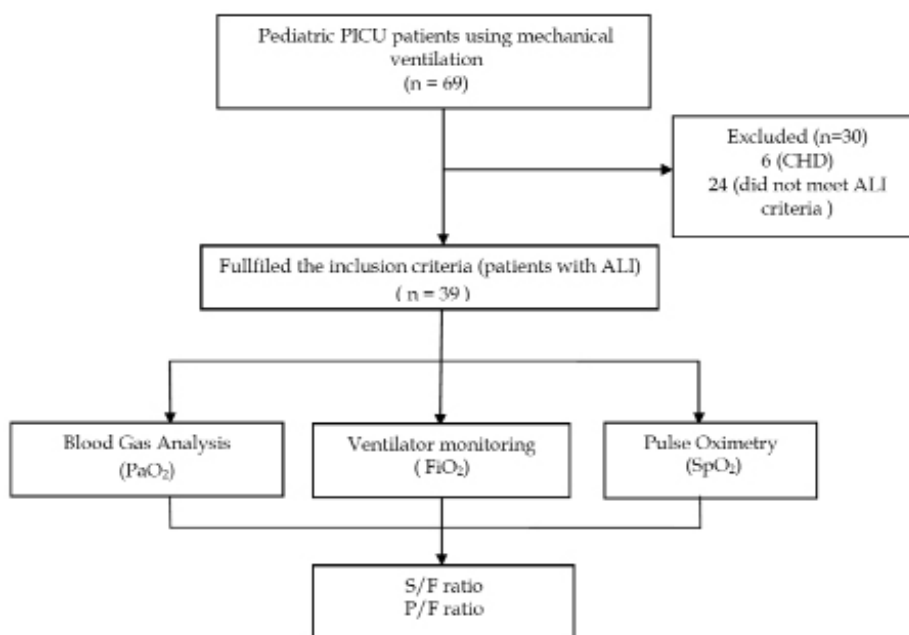 Pediatric PICU patients using mechanical
ventilation
(n = 69)
Excluded (n=30)
6 (CHD)
24 (did not meet ALI
criteria )
Fullfiled the inclusion criteria (patients with ALI)
( n = 39 )
Blood Gas Analysis
(PaO₂)
Ventilator monitoring
( FiO₂)
Pulse Oximetry
(SpO₂)
S/F ratio
P/F ratio